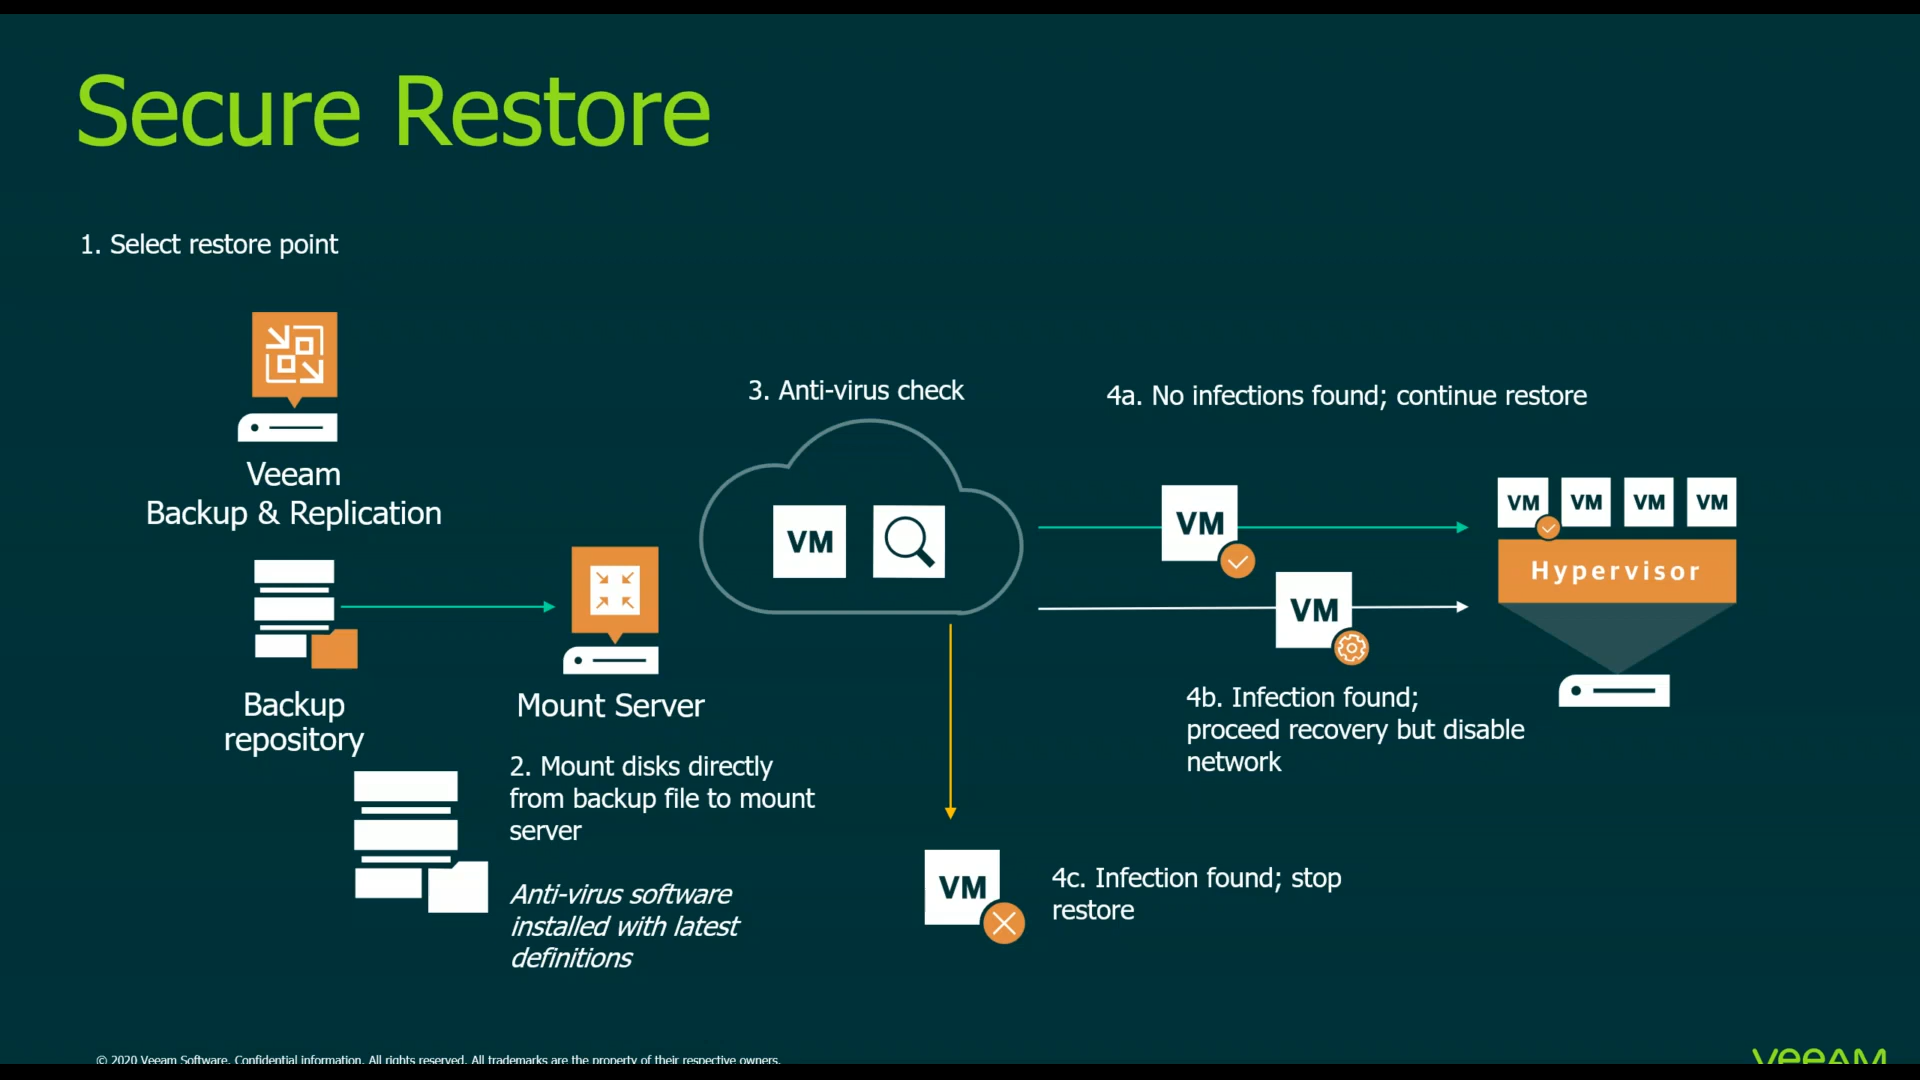 Secure Restore
1. Select restore point
Veeam
Backup & Replication
Backup
repository
Mount Server
2. Mount disks directly
from backup file to mount
server
Anti-virus software
installed with latest
definitions
3. Anti-virus check
VM
4a. No infections found; continue restore
VM
VM
4b. Infection found;
proceed recovery but disable
network
VM VM VM VM
Hypervisor
VM
4c. Infection found; stop
restore
© 2020 Veeam Software. Confidential information. All rights reserved. All trademarks are the property of their respective owners.
veeAM